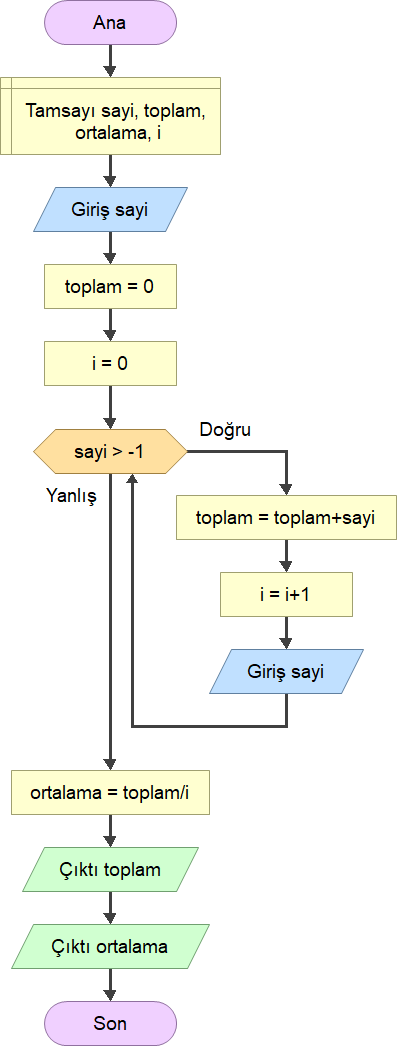 Ana
Tamsayı sayi, toplam,
ortalama, i
Giriş sayi
toplam = 0
i = 0
sayi > -1
Doğru
Yanlış
toplam = toplam+sayi
i = i+1
Giriş sayi
ortalama = toplam/i
Çıktı toplam
Çıktı ortalama
Son